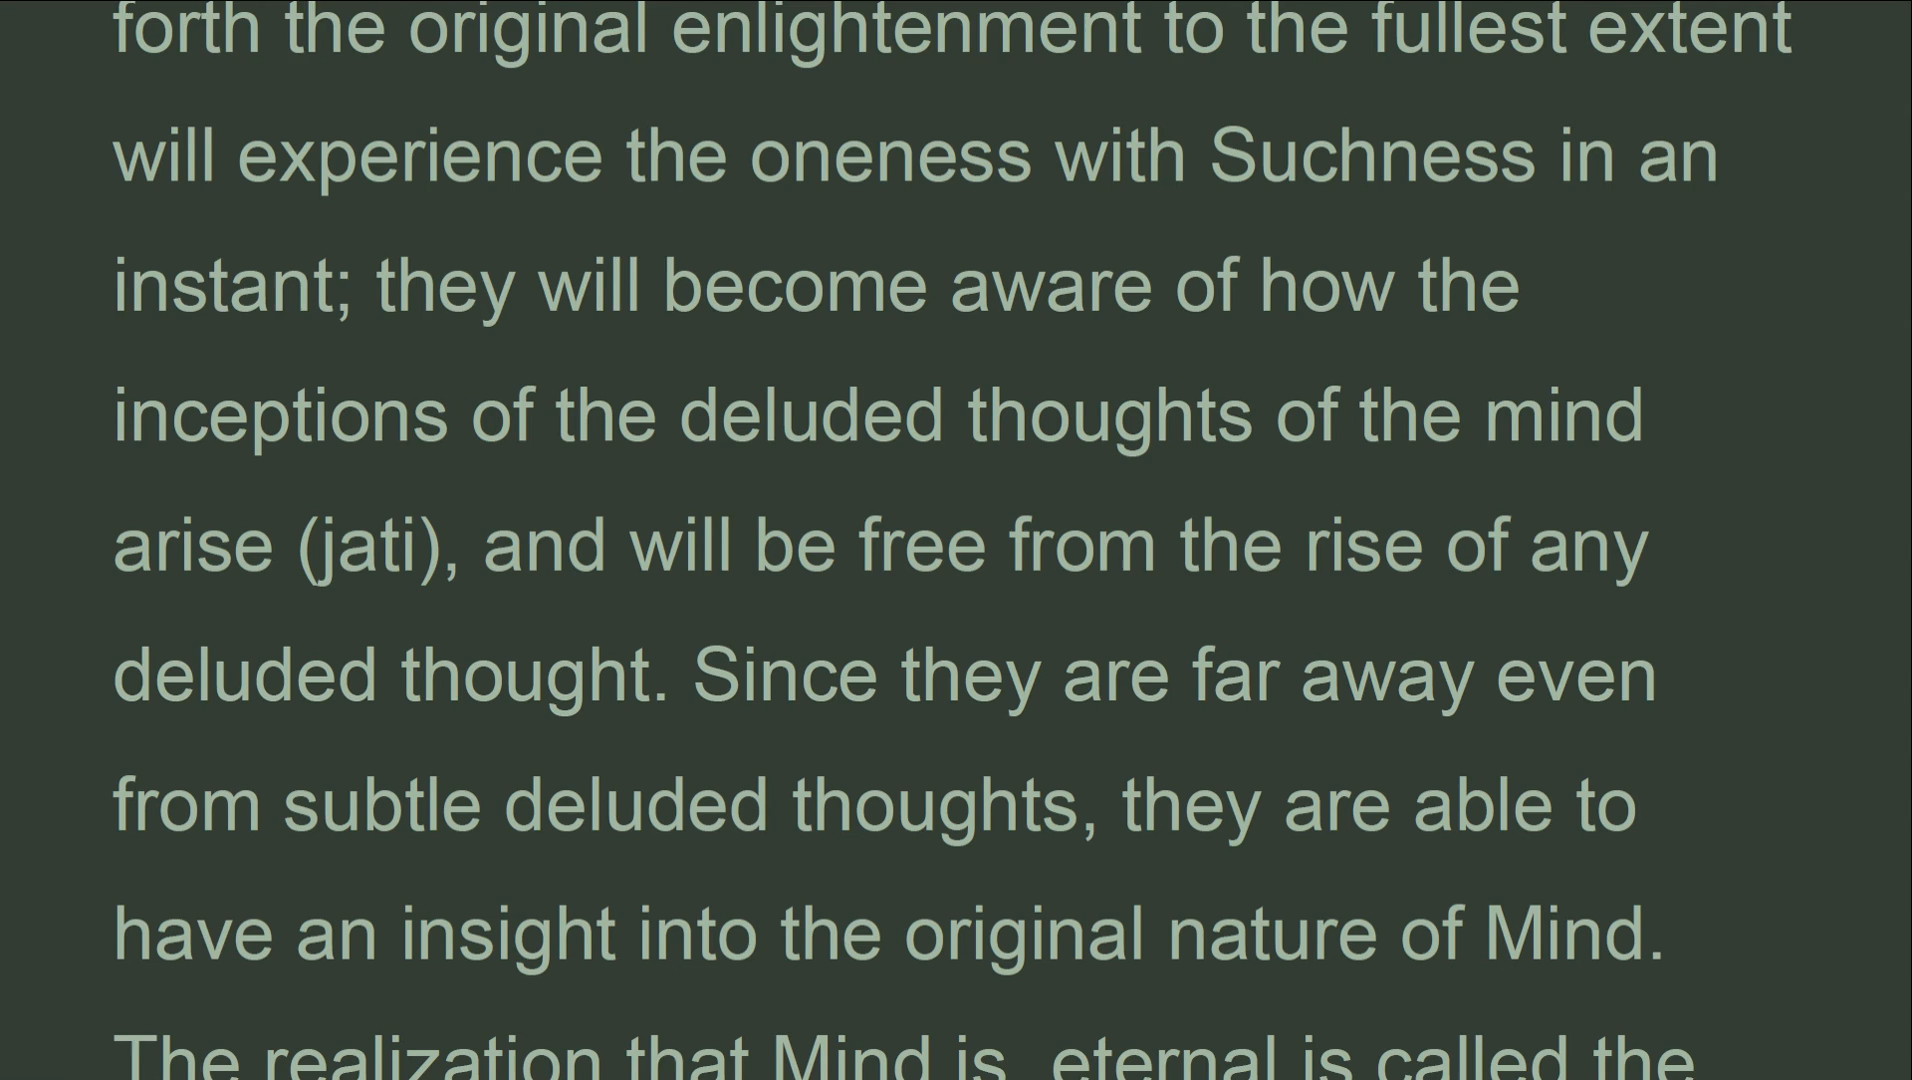 forth the original enlightenment to the fullest extent
will experience the oneness with Suchness in an
instant; they will become aware of how the
inceptions of the deluded thoughts of the mind
arise (jati), and will be free from the rise of any
deluded thought. Since they are far away even
from subtle deluded thoughts, they are able to
have an insight into the original nature of Mind.
The realization that Mind is eternal is called the